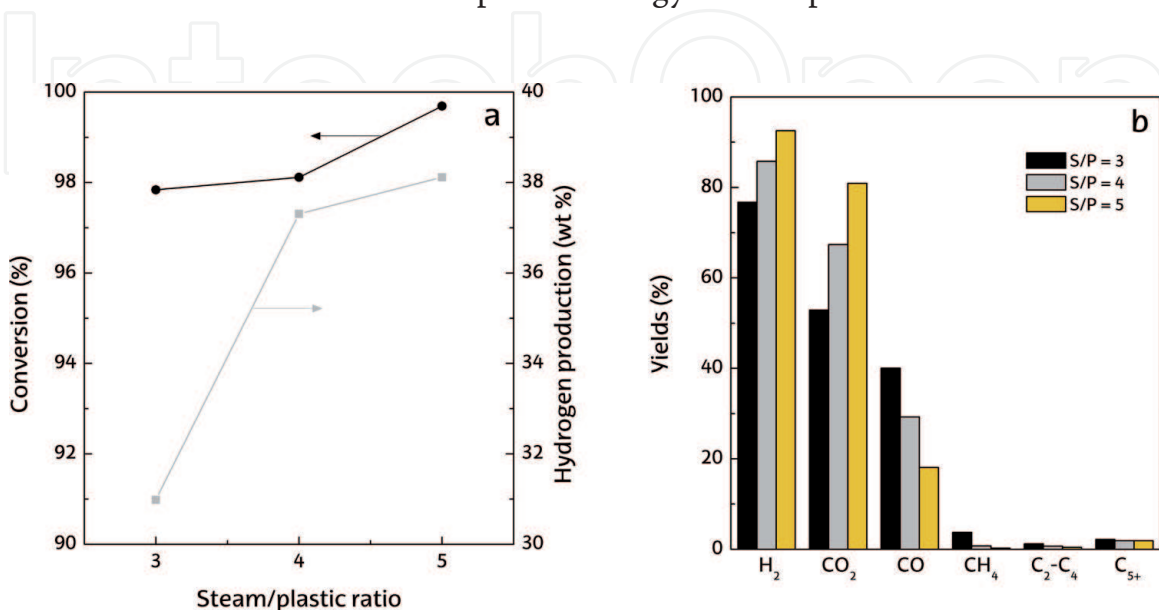 a
100
98
96
94
92
90
Conversion (%)
40
38
36
34
32
30
Hydrogen production (wt %)
3 4 5
Steam/plastic ratio
b
100
80
60
40
20
0
Yields (%)
S/P = 3
S/P = 4
S/P = 5
H₂ CO₂ CO CH₄ C₂-C₄ C₅₊